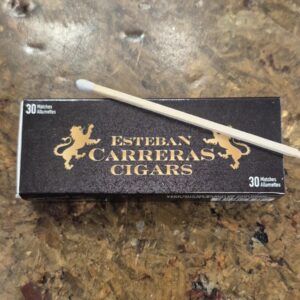 30 Matches
Allumettes
ESTEBAN
CARRERAS
CIGARS
30 Matches
Allumettes